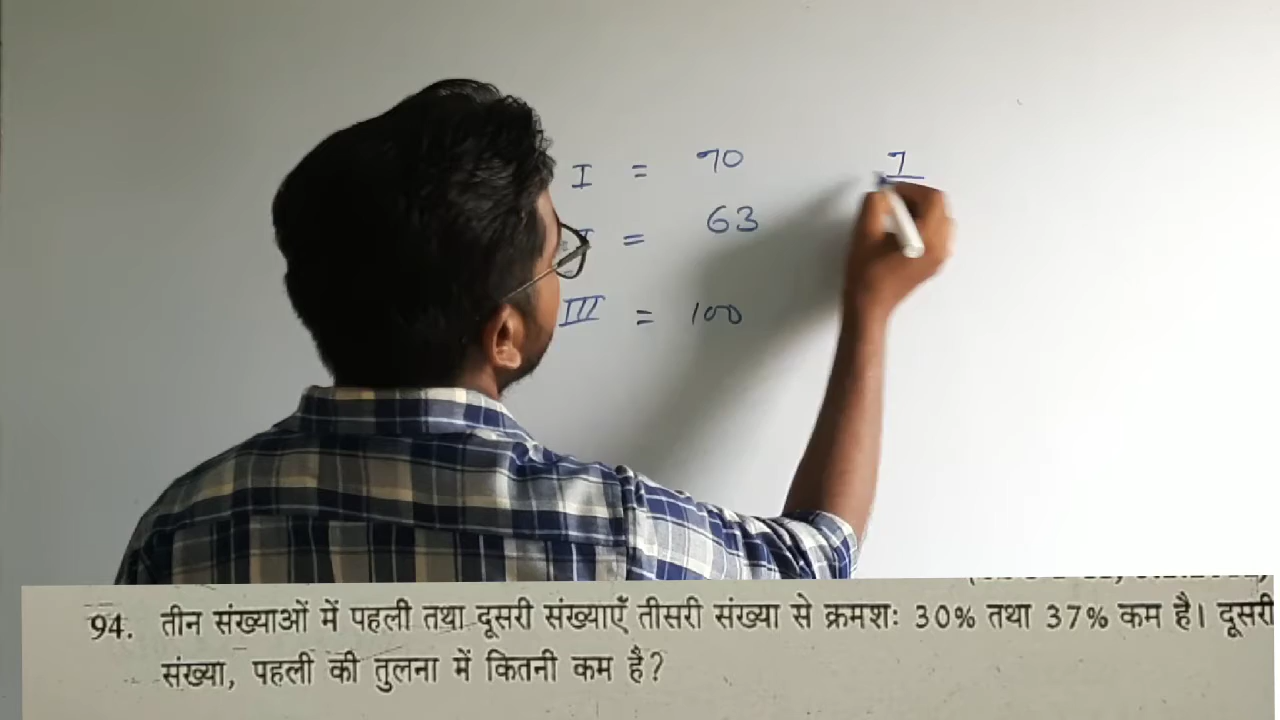 I = 70
7
= 63
III = 100
94. तीन संख्याओं में पहली तथा दूसरी संख्याएँ तीसरी संख्या से क्रमशः 30% तथा 37% कम है। दूसरी
संख्या, पहली की तुलना में कितनी कम है?